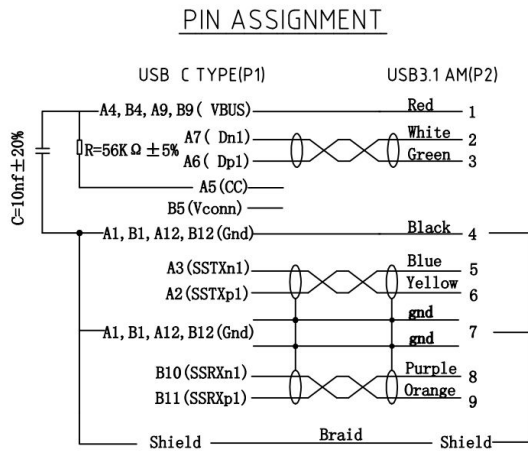 PIN ASSIGNMENT
USB C TYPE(P1) USB3.1 AM(P2)
A4, B4, A9, B9( VBUS) Red 1
A7( Dn1) White 2
C=10nf±20% R=56KΩ ±5% A6( Dp1) Green 3
A5(CC)
B5(Vconn)
A1, B1, A12, B12(Gnd) Black 4
A3(SSTXn1) Blue 5
A2(SSTXp1) Yellow 6
gnd
A1, B1, A12, B12(Gnd) 7
gnd
B10(SSRXn1) Purple 8
B11(SSRXp1) Orange 9
Shield Braid Shield